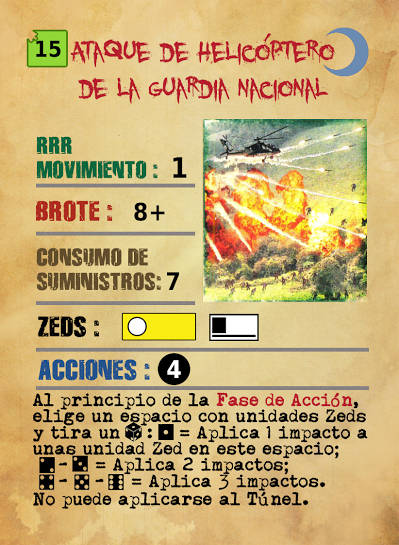 15 ATAQUE DE HELICÓPTERO
DE LA GUARDIA NACIONAL
RRR
MOVIMIENTO: 1
BROTE: 8+
CONSUMO DE
SUMINISTROS: 7
ZEDS:
ACCIONES: 4
Al principio de la Fase de Acción,
elige un espacio con unidades Zeds
y tira un : = Aplica 1 impacto a
unas unidad Zed en este espacio;
- = Aplica 2 impactos;
- - = Aplica 3 impactos.
No puede aplicarse al Túnel.